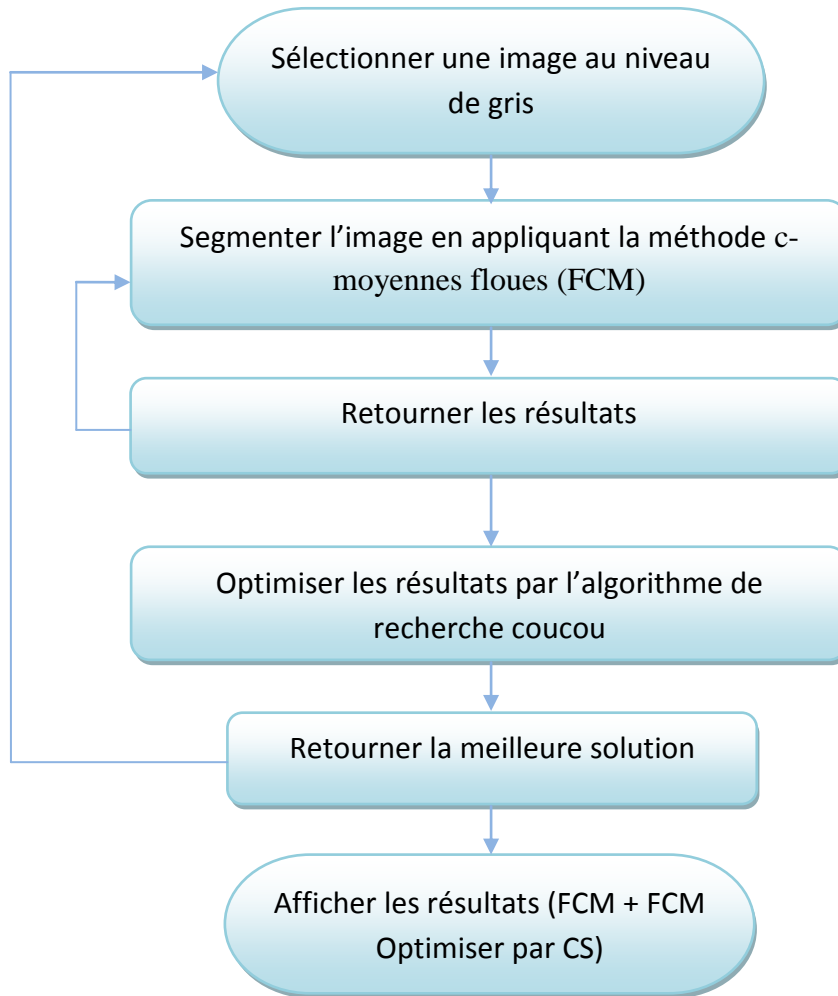 Sélectionner une image au niveau
de gris
Segmenter l’image en appliquant la méthode c-
moyennes floues (FCM)
Retourner les résultats
Optimiser les résultats par l’algorithme de
recherche coucou
Retourner la meilleure solution
Afficher les résultats (FCM + FCM
Optimiser par CS)